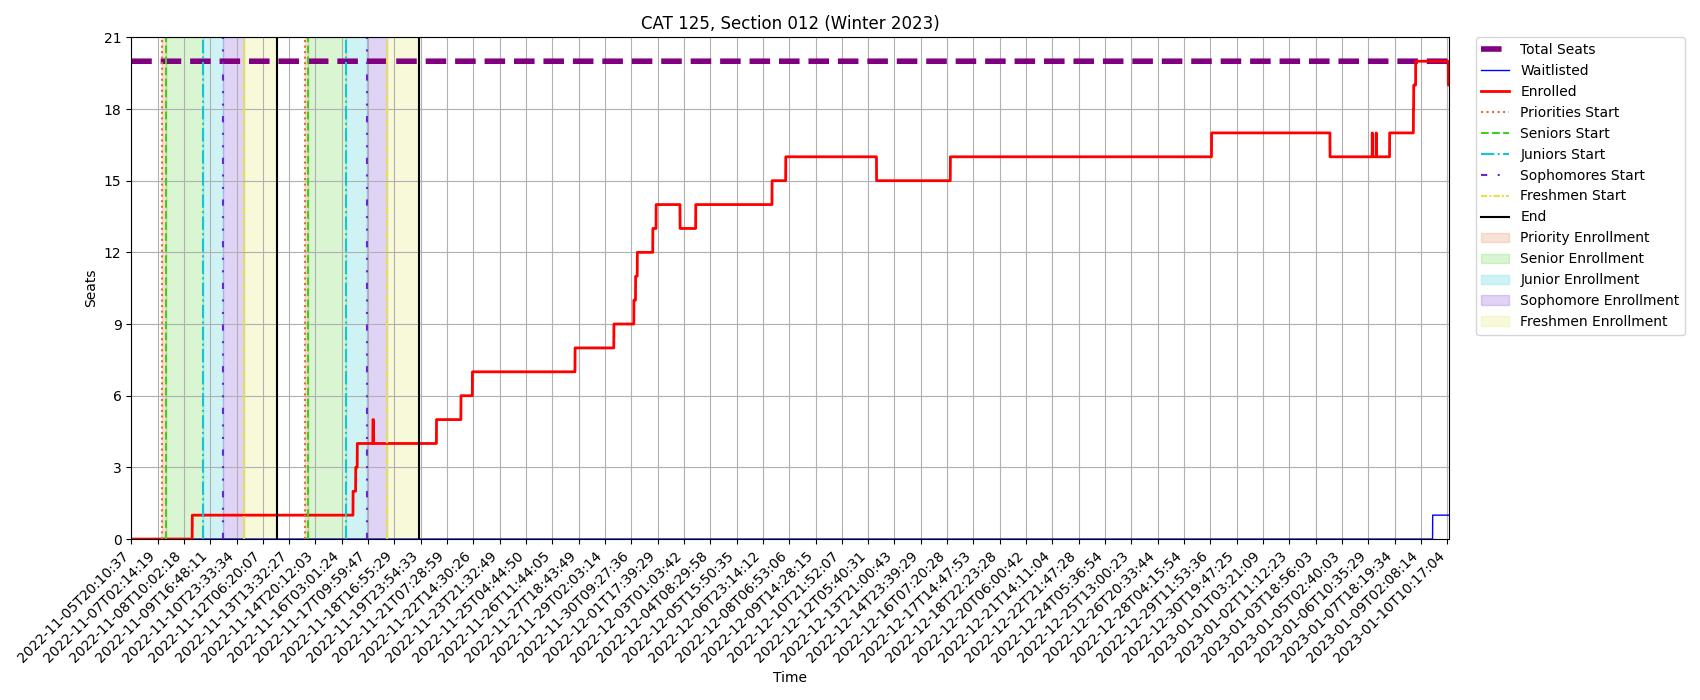 CAT 125, Section 012 (Winter 2023)
21
18
15
12
9
6
3
0
Seats
2022-11-05T20:10:37
2022-11-07T02:14:19
2022-11-08T10:02:18
2022-11-09T16:48:11
2022-11-10T23:33:34
2022-11-12T06:20:07
2022-11-13T13:32:27
2022-11-14T20:12:03
2022-11-16T03:01:24
2022-11-17T09:59:47
2022-11-18T16:55:29
2022-11-19T23:54:33
2022-11-21T07:28:59
2022-11-22T14:30:26
2022-11-23T21:32:49
2022-11-25T04:44:50
2022-11-26T11:44:05
2022-11-27T18:43:49
2022-11-29T02:03:14
2022-11-30T09:27:36
2022-12-01T17:39:29
2022-12-03T01:03:42
2022-12-04T08:29:58
2022-12-05T15:50:35
2022-12-06T23:14:12
2022-12-08T06:53:06
2022-12-09T14:28:15
2022-12-10T21:52:07
2022-12-12T05:40:31
2022-12-13T21:00:43
2022-12-14T23:39:29
2022-12-16T07:20:28
2022-12-17T14:47:53
2022-12-18T22:23:28
2022-12-20T06:00:42
2022-12-21T14:11:04
2022-12-22T21:47:28
2022-12-24T05:36:54
2022-12-25T13:00:23
2022-12-26T20:33:44
2022-12-28T04:15:54
2022-12-29T11:53:36
2022-12-30T19:47:25
2023-01-01T03:21:09
2023-01-02T11:12:23
2023-01-03T18:56:03
2023-01-05T02:40:03
2023-01-06T10:35:29
2023-01-07T18:19:34
2023-01-09T02:08:14
2023-01-10T10:17:04
Time
Total Seats
Waitlisted
Enrolled
Priorities Start
Seniors Start
Juniors Start
Sophomores Start
Freshmen Start
End
Priority Enrollment
Senior Enrollment
Junior Enrollment
Sophomore Enrollment
Freshmen Enrollment